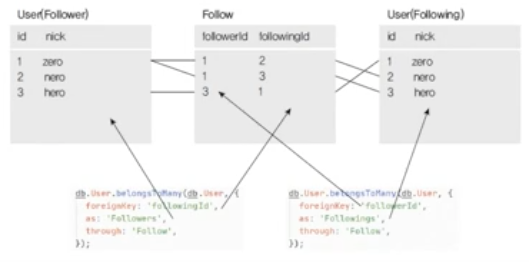 User(Follower)
Follow
User(Following)
id nick
followerId followingId
id nick
1 zero
1 2
1 zero
2 nero
1 3
2 nero
3 hero
3 1
3 hero
db.User.belongsToMany(db.User, {
foreignKey: 'followingId',
as: 'Followers',
through: 'Follow',
});
db.User.belongsToMany(db.User, {
foreignKey: 'followerId',
as: 'Followings',
through: 'Follow',
});